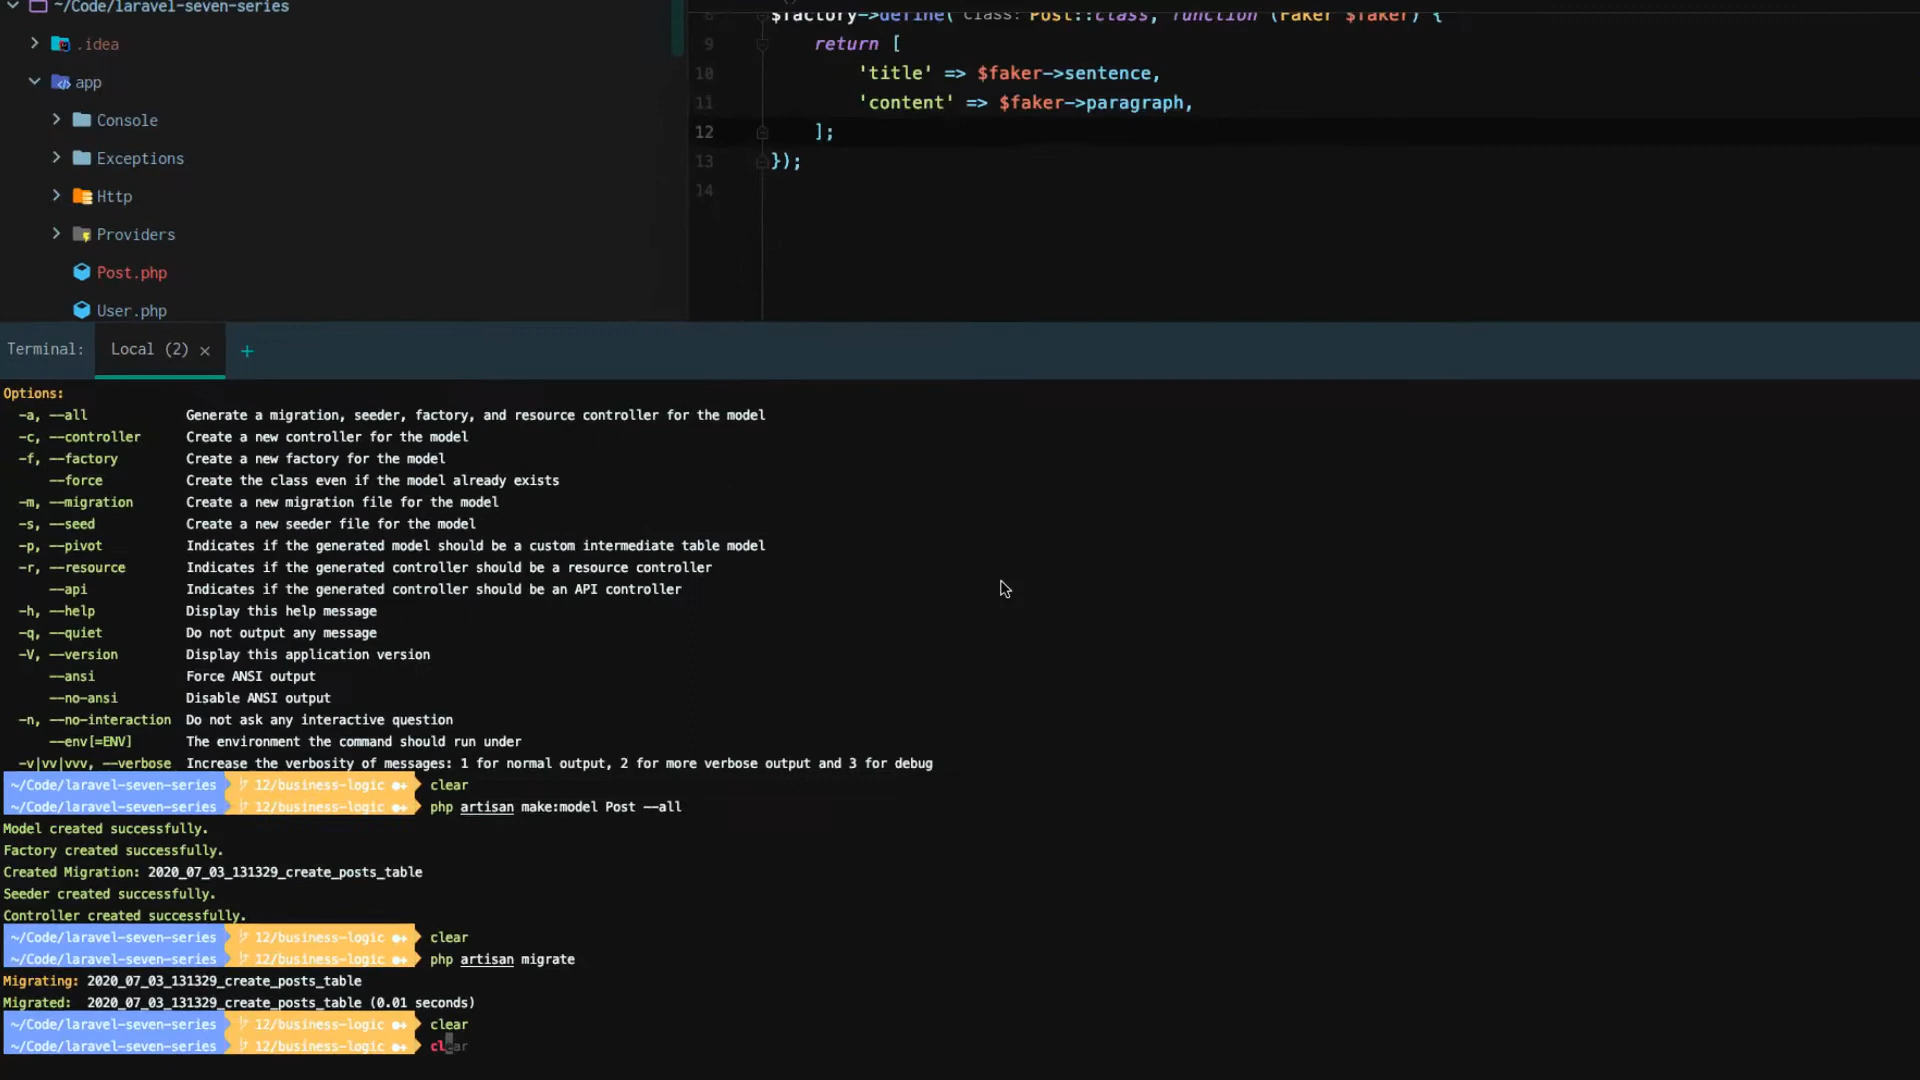 ~/Code/laravel-seven-series
.idea
app
Console
Exceptions
Http
Providers
Post.php
User.php
8 $factory->define( class: Post::class, function (Faker $faker) {
9 return [
10 'title' => $faker->sentence,
11 'content' => $faker->paragraph,
12 ];
13 });
14
Terminal: Local (2) × +
Options:
-a, --all Generate a migration, seeder, factory, and resource controller for the model
-c, --controller Create a new controller for the model
-f, --factory Create a new factory for the model
--force Create the class even if the model already exists
-m, --migration Create a new migration file for the model
-s, --seed Create a new seeder file for the model
-p, --pivot Indicates if the generated model should be a custom intermediate table model
-r, --resource Indicates if the generated controller should be a resource controller
--api Indicates if the generated controller should be an API controller
-h, --help Display this help message
-q, --quiet Do not output any message
-V, --version Display this application version
--ansi Force ANSI output
--no-ansi Disable ANSI output
-n, --no-interaction Do not ask any interactive question
--env[=ENV] The environment the command should run under
-v|vv|vvv, --verbose Increase the verbosity of messages: 1 for normal output, 2 for more verbose output and 3 for debug
~/Code/laravel-seven-series 12/business-logic ●+ clear
~/Code/laravel-seven-series 12/business-logic ●+ php artisan make:model Post --all
Model created successfully.
Factory created successfully.
Created Migration: 2020_07_03_131329_create_posts_table
Seeder created successfully.
Controller created successfully.
~/Code/laravel-seven-series 12/business-logic ●+ clear
~/Code/laravel-seven-series 12/business-logic ●+ php artisan migrate
Migrating: 2020_07_03_131329_create_posts_table
Migrated: 2020_07_03_131329_create_posts_table (0.01 seconds)
~/Code/laravel-seven-series 12/business-logic ●+ clear
~/Code/laravel-seven-series 12/business-logic ●+ clear